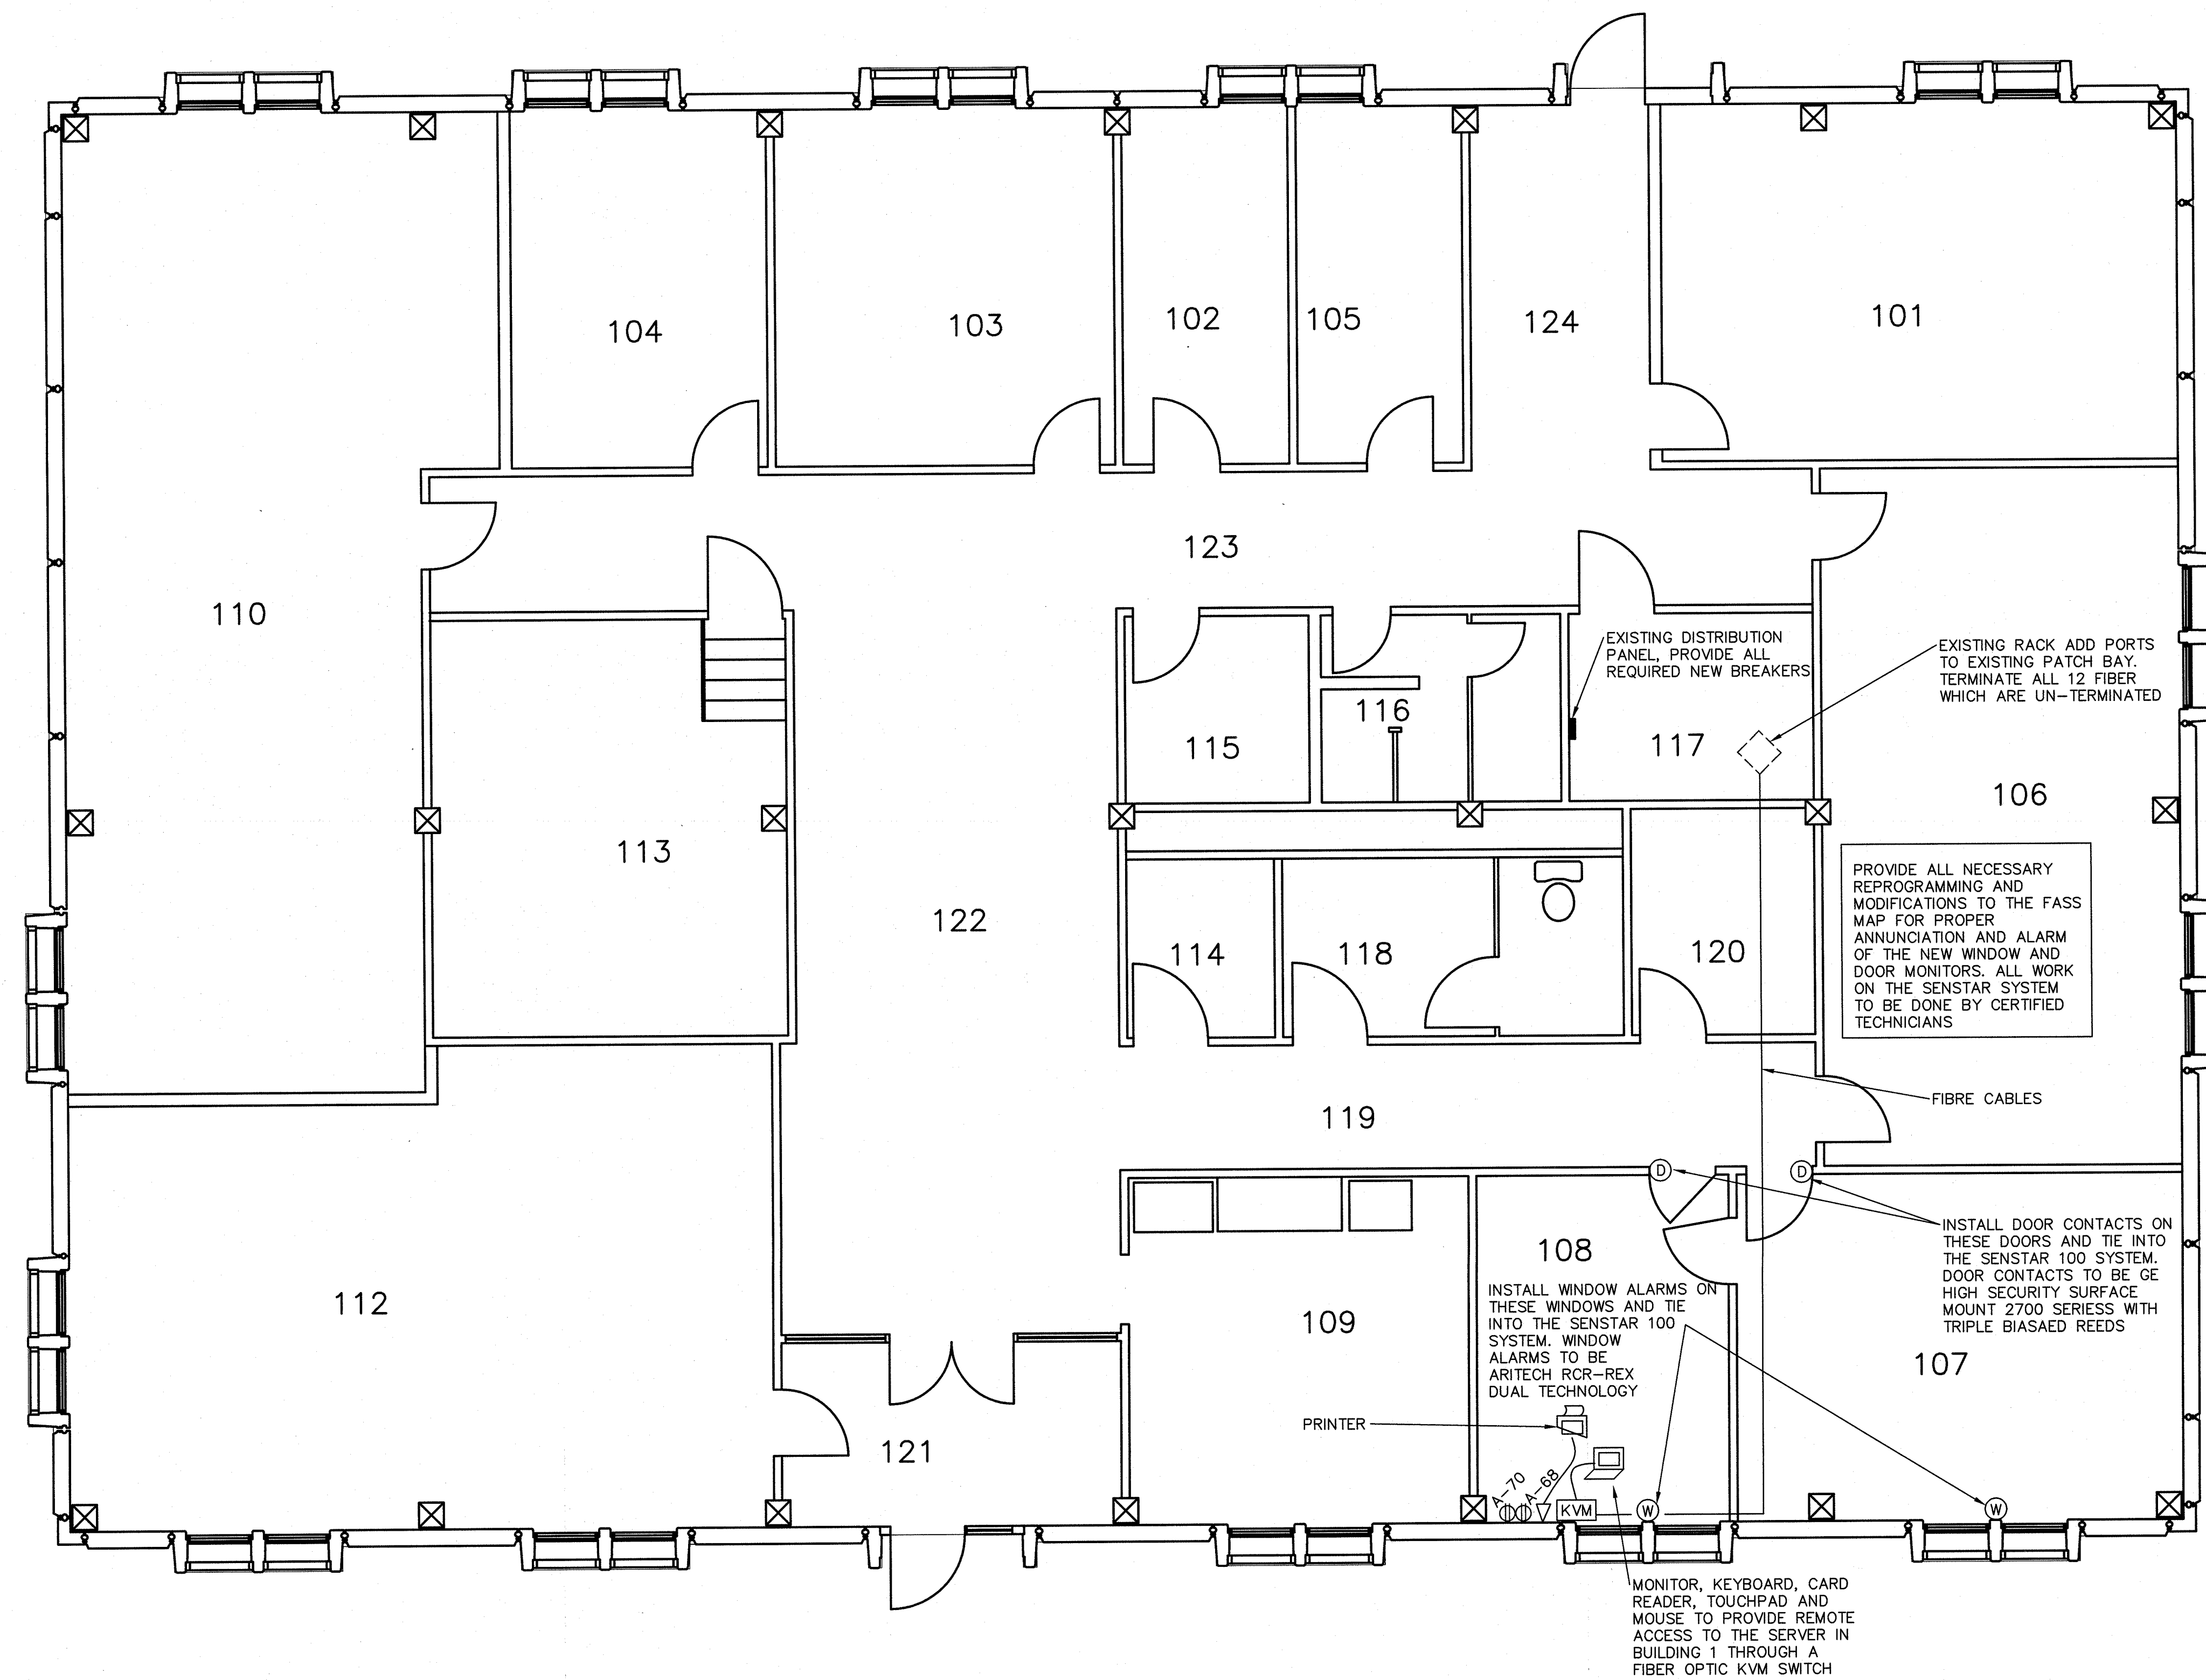 104
103
102
105
124
101
123
110
EXISTING DISTRIBUTION
PANEL, PROVIDE ALL
REQUIRED NEW BREAKERS
EXISTING RACK ADD PORTS
TO EXISTING PATCH BAY.
TERMINATE ALL 12 FIBER
WHICH ARE UN-TERMINATED
116
115
117
106
113
PROVIDE ALL NECESSARY
REPROGRAMMING AND
MODIFICATIONS TO THE FASS
MAP FOR PROPER
ANNUNCIATION AND ALARM
OF THE NEW WINDOW AND
DOOR MONITORS. ALL WORK
ON THE SENSTAR SYSTEM
TO BE DONE BY CERTIFIED
TECHNICIANS
122
114
118
120
FIBRE CABLES
119
D
D
INSTALL DOOR CONTACTS ON
THESE DOORS AND TIE INTO
THE SENSTAR 100 SYSTEM.
DOOR CONTACTS TO BE GE
HIGH SECURITY SURFACE
MOUNT 2700 SERIESS WITH
TRIPLE BIASAED REEDS
108
INSTALL WINDOW ALARMS ON
THESE WINDOWS AND TIE
INTO THE SENSTAR 100
SYSTEM. WINDOW
ALARMS TO BE
ARITECH RCR-REX
DUAL TECHNOLOGY
112
109
107
PRINTER
121
A-70
A-68
KVM
W
W
MONITOR, KEYBOARD, CARD
READER, TOUCHPAD AND
MOUSE TO PROVIDE REMOTE
ACCESS TO THE SERVER IN
BUILDING 1 THROUGH A
FIBER OPTIC KVM SWITCH